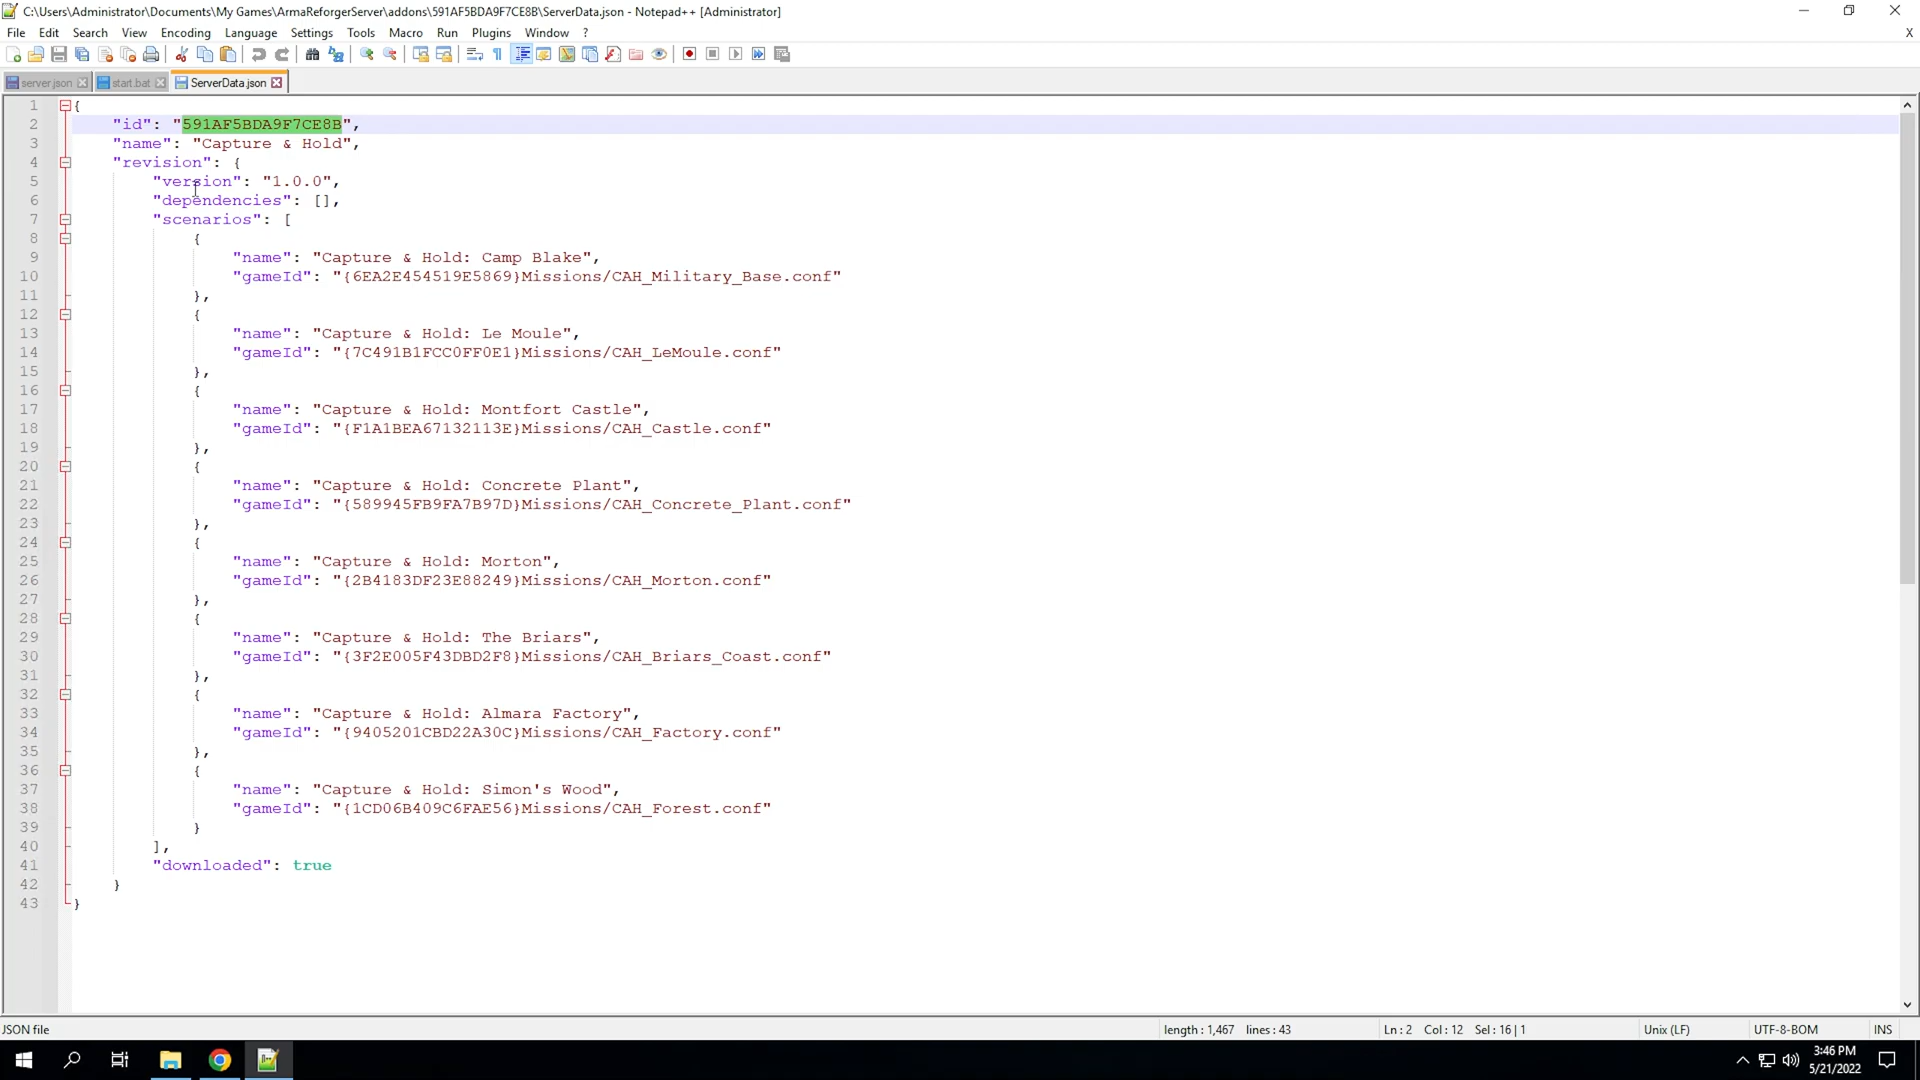 C:\Users\Administrator\Documents\My Games\ArmaReforgerServer\addons\591AF5BDA9F7CE8B\ServerData.json - Notepad++ [Administrator]
File Edit Search View Encoding Language Settings Tools Macro Run Plugins Window ? X
server.json start.bat ServerData.json
1 {
2 "id": "591AF5BDA9F7CE8B",
3 "name": "Capture & Hold",
4 "revision": {
5 "version": "1.0.0",
6 "dependencies": [],
7 "scenarios": [
8 {
9 "name": "Capture & Hold: Camp Blake",
10 "gameId": "{6EA2E454519E5869}Missions/CAH_Military_Base.conf"
11 },
12 {
13 "name": "Capture & Hold: Le Moule",
14 "gameId": "{7C491B1FCC0FF0E1}Missions/CAH_LeMoule.conf"
15 },
16 {
17 "name": "Capture & Hold: Montfort Castle",
18 "gameId": "{F1A1BEA67132113E}Missions/CAH_Castle.conf"
19 },
20 {
21 "name": "Capture & Hold: Concrete Plant",
22 "gameId": "{589945FB9FA7B97D}Missions/CAH_Concrete_Plant.conf"
23 },
24 {
25 "name": "Capture & Hold: Morton",
26 "gameId": "{2B4183DF23E88249}Missions/CAH_Morton.conf"
27 },
28 {
29 "name": "Capture & Hold: The Briars",
30 "gameId": "{3F2E005F43DBD2F8}Missions/CAH_Briars_Coast.conf"
31 },
32 {
33 "name": "Capture & Hold: Almara Factory",
34 "gameId": "{9405201CBD22A30C}Missions/CAH_Factory.conf"
35 },
36 {
37 "name": "Capture & Hold: Simon's Wood",
38 "gameId": "{1CD06B409C6FAE56}Missions/CAH_Forest.conf"
39 }
40 ],
41 "downloaded": true
42 }
43 }
JSON file length : 1,467 lines : 43 Ln : 2 Col : 12 Sel : 16 | 1 Unix (LF) UTF-8-BOM INS
3:46 PM
5/21/2022